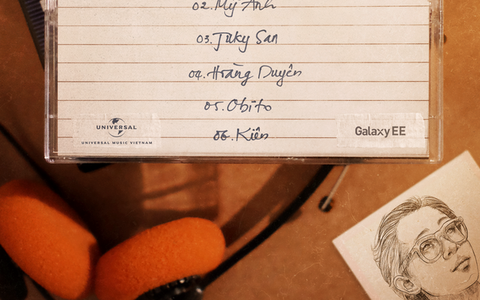 02. Mỹ Anh
03. Juky San
04. Hoàng Duyên
05. Obito
06. Kiên
UNIVERSAL
UNIVERSAL MUSIC VIETNAM
Galaxy EE